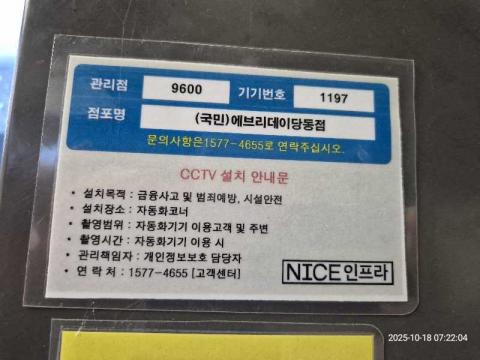 관리점 9600 기기번호 1197
점포명 (국민)에브리데이당동점
문의사항은1577-4655로 연락주십시오.
CCTV 설치 안내문
• 설치목적 : 금융사고 및 범죄예방, 시설안전
• 설치장소 : 자동화코너
• 촬영범위 : 자동화기기 이용고객 및 주변
• 촬영시간 : 자동화기기 이용 시
• 관리책임자 : 개인정보보호 담당자
• 연 락 처 : 1577-4655 [고객센터]
NICE인프라
2025-10-18 07:22:04